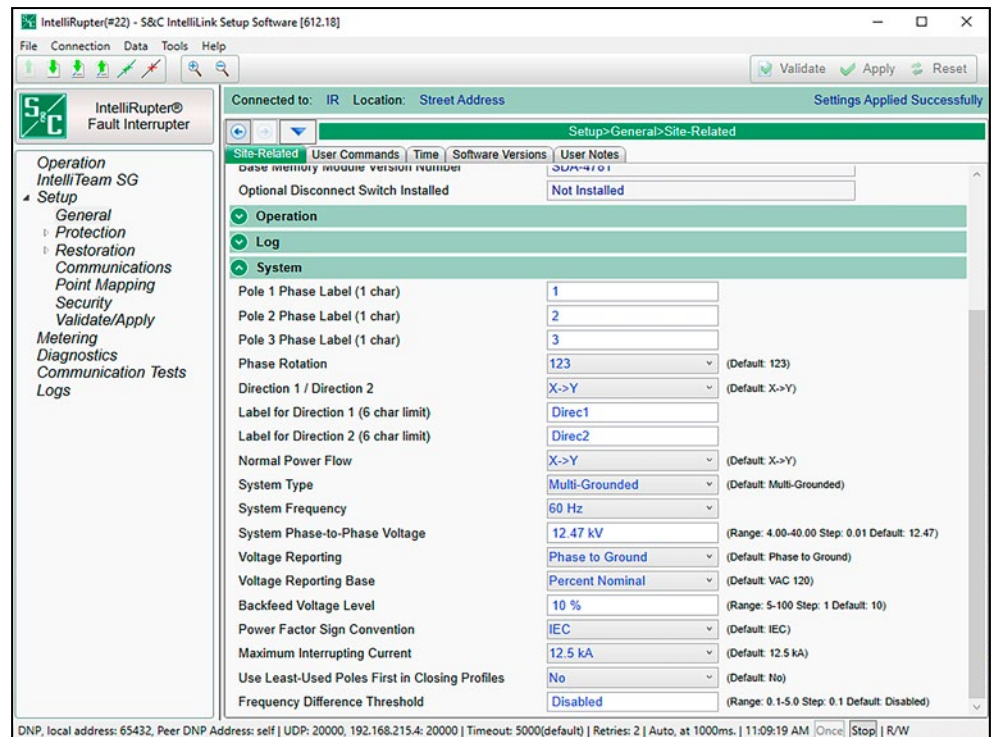 IntelliRupter(#22) - S&C IntelliLink Setup Software [612.18]
File Connection Data Tools Help
Validate Apply Reset
S&C IntelliRupter®
Fault Interrupter
Connected to: IR Location: Street Address Settings Applied Successfully
Setup>General>Site-Related
Site-Related User Commands Time Software Versions User Notes
Operation
IntelliTeam SG
Setup
General
Protection
Restoration
Communications
Point Mapping
Security
Validate/Apply
Metering
Diagnostics
Communication Tests
Logs
Base Memory Module Version Number SDA-4781
Optional Disconnect Switch Installed Not Installed
Operation
Log
System
Pole 1 Phase Label (1 char) 1
Pole 2 Phase Label (1 char) 2
Pole 3 Phase Label (1 char) 3
Phase Rotation 123 (Default: 123)
Direction 1 / Direction 2 X->Y (Default: X->Y)
Label for Direction 1 (6 char limit) Direc1
Label for Direction 2 (6 char limit) Direc2
Normal Power Flow X->Y (Default: X->Y)
System Type Multi-Grounded (Default: Multi-Grounded)
System Frequency 60 Hz
System Phase-to-Phase Voltage 12.47 kV (Range: 4.00-40.00 Step: 0.01 Default: 12.47)
Voltage Reporting Phase to Ground (Default: Phase to Ground)
Voltage Reporting Base Percent Nominal (Default: VAC 120)
Backfeed Voltage Level 10 % (Range: 5-100 Step: 1 Default: 10)
Power Factor Sign Convention IEC (Default: IEC)
Maximum Interrupting Current 12.5 kA (Default: 12.5 kA)
Use Least-Used Poles First in Closing Profiles No (Default: No)
Frequency Difference Threshold Disabled (Range: 0.1-5.0 Step: 0.1 Default: Disabled)
DNP, local address: 65432, Peer DNP Address: self | UDP: 20000, 192.168.215.4: 20000 | Timeout: 5000(default) | Retries: 2 | Auto, at 1000ms. | 11:09:19 AM Once Stop | R/W